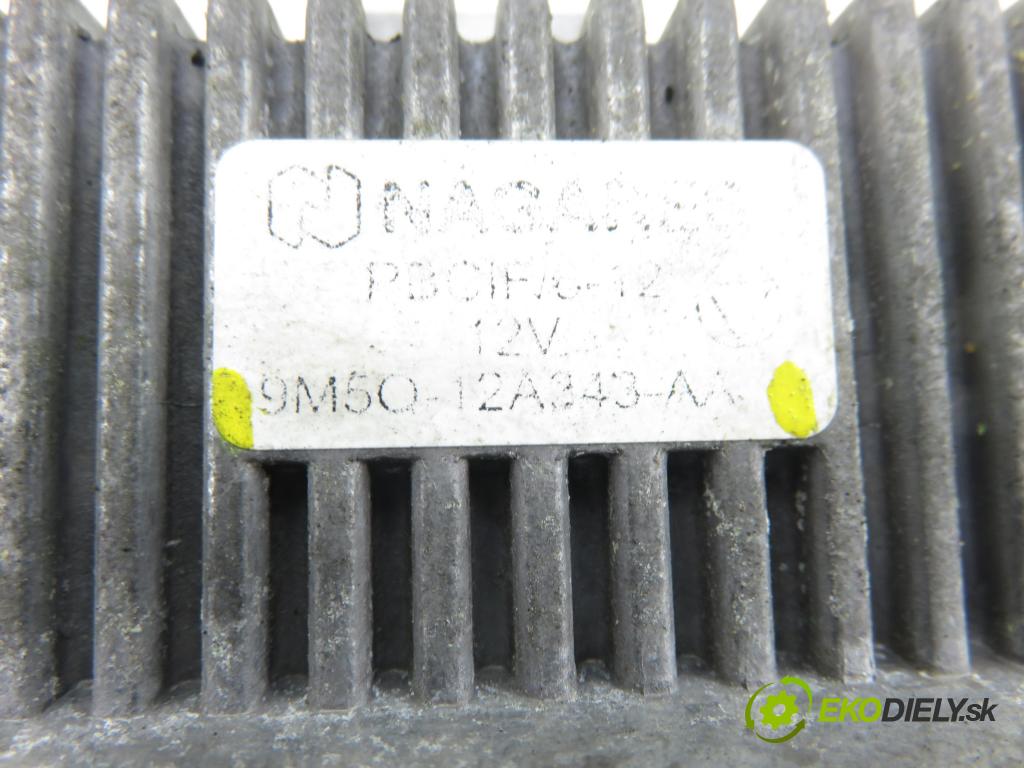 NAGARES
PBCIF/6-12
12V
9M5Q-12A343-AA
EKODIELY.sk